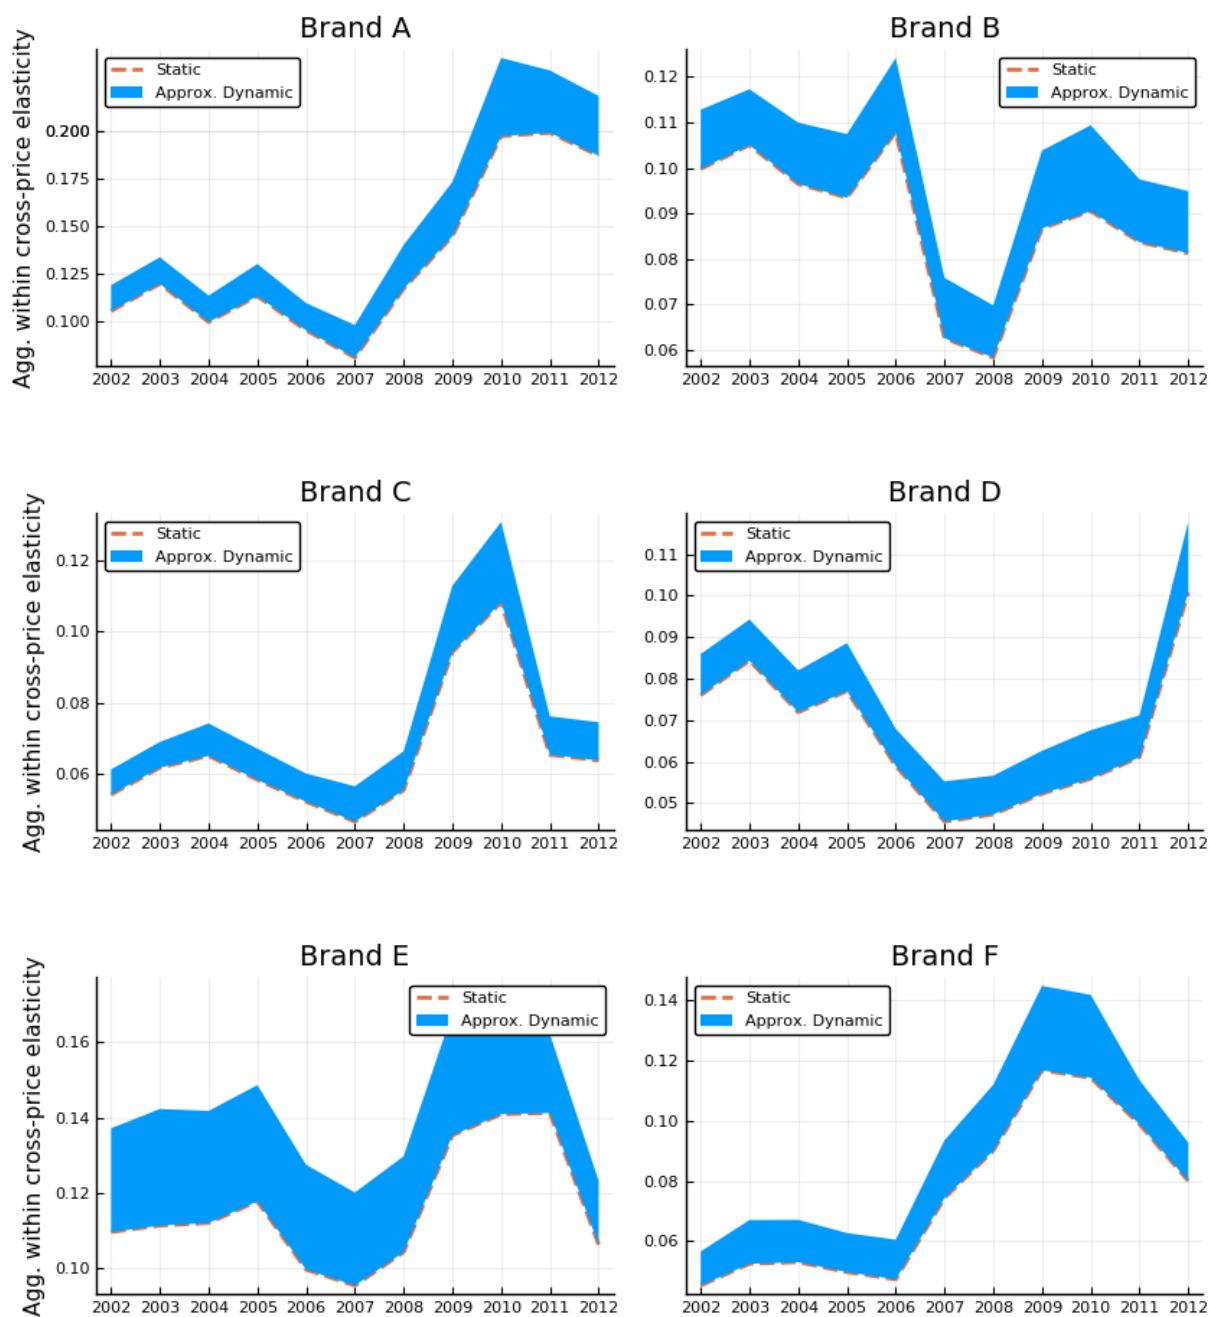 Brand A
Agg. within cross-price elasticity
Static
Approx. Dynamic
0.200
0.175
0.150
0.125
0.100
2002 2003 2004 2005 2006 2007 2008 2009 2010 2011 2012
Brand B
Static
Approx. Dynamic
0.12
0.11
0.10
0.09
0.08
0.07
0.06
2002 2003 2004 2005 2006 2007 2008 2009 2010 2011 2012
Brand C
Agg. within cross-price elasticity
Static
Approx. Dynamic
0.12
0.10
0.08
0.06
2002 2003 2004 2005 2006 2007 2008 2009 2010 2011 2012
Brand D
Static
Approx. Dynamic
0.11
0.10
0.09
0.08
0.07
0.06
0.05
2002 2003 2004 2005 2006 2007 2008 2009 2010 2011 2012
Brand E
Agg. within cross-price elasticity
Static
Approx. Dynamic
0.16
0.14
0.12
0.10
2002 2003 2004 2005 2006 2007 2008 2009 2010 2011 2012
Brand F
Static
Approx. Dynamic
0.14
0.12
0.10
0.08
0.06
2002 2003 2004 2005 2006 2007 2008 2009 2010 2011 2012